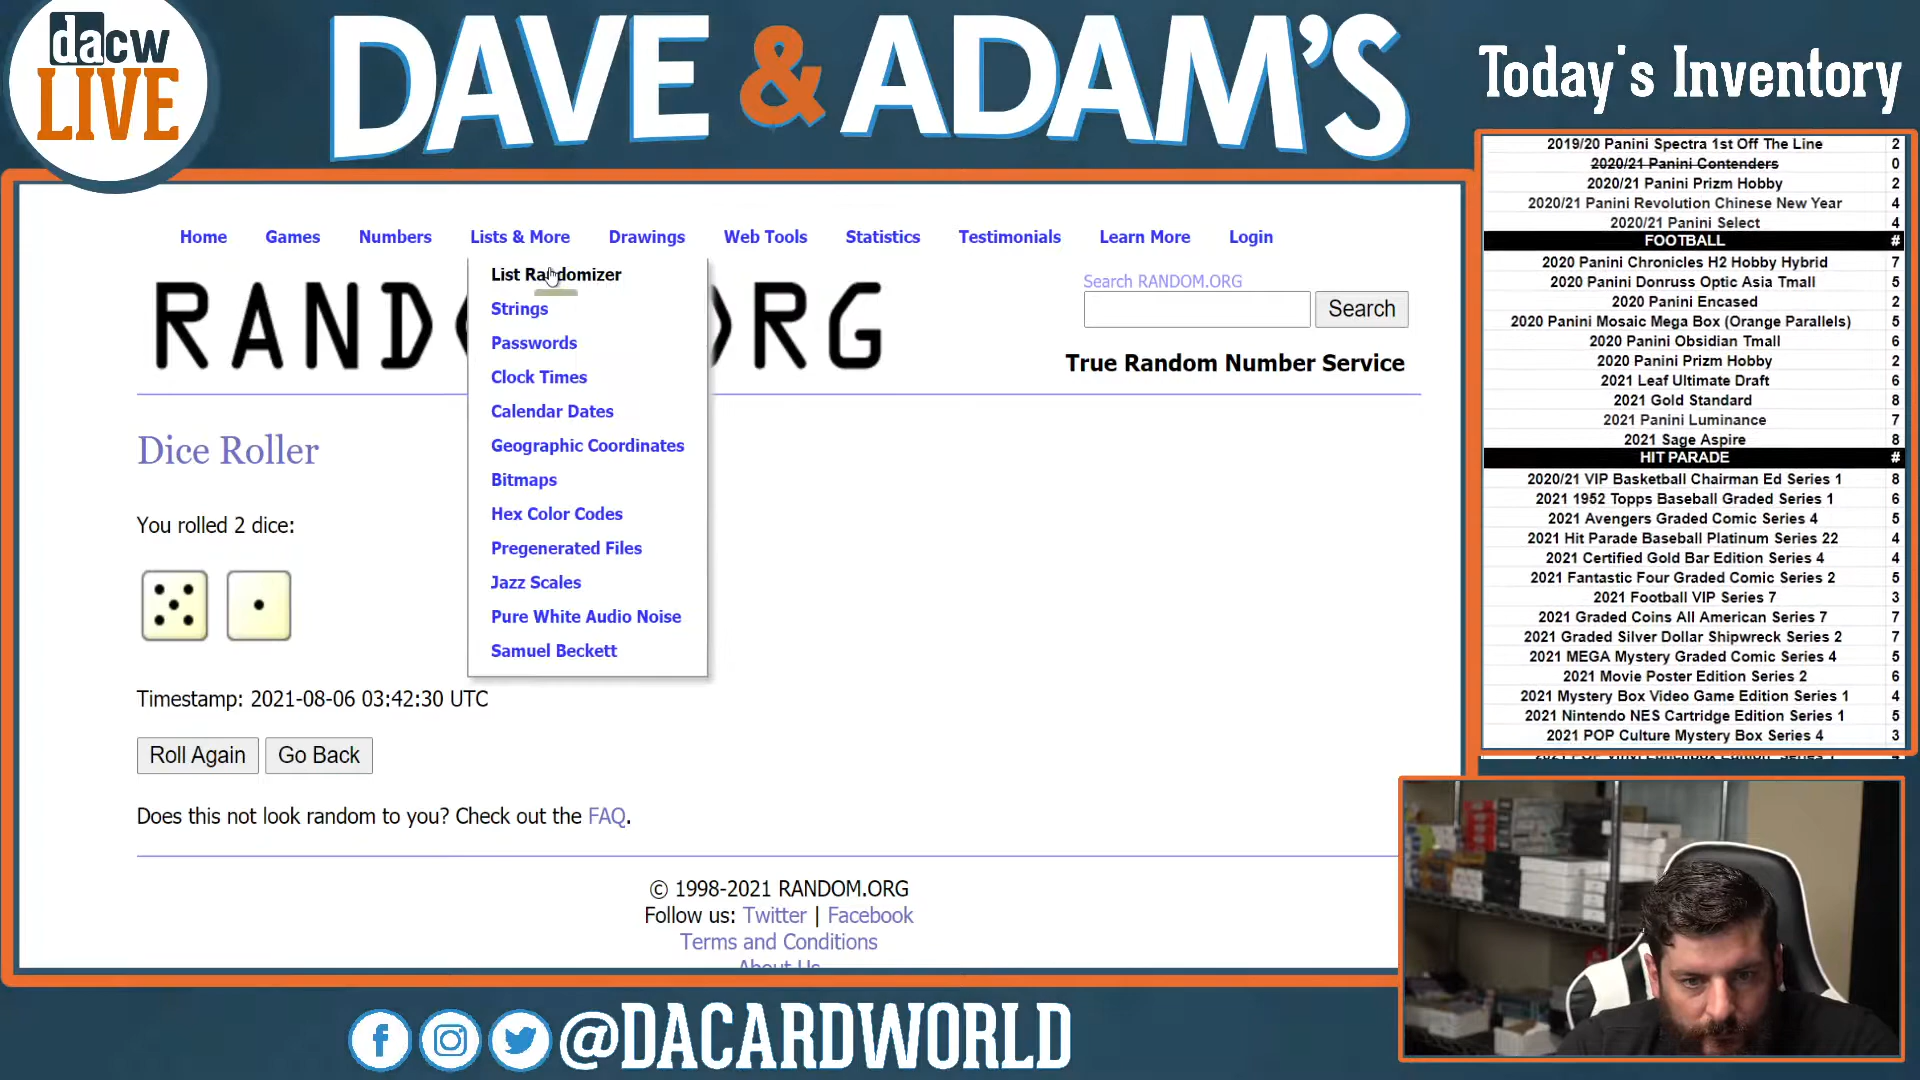 dacw
LIVE
DAVE & ADAM'S
Today's Inventory
Home Games Numbers Lists & More Drawings Web Tools Statistics Testimonials Learn More Login
List Randomizer
Strings
Passwords
Clock Times
Calendar Dates
Geographic Coordinates
Bitmaps
Hex Color Codes
Pregenerated Files
Jazz Scales
Pure White Audio Noise
Samuel Beckett
Search RANDOM.ORG
Search
True Random Number Service
Dice Roller
You rolled 2 dice:
Timestamp: 2021-08-06 03:42:30 UTC
Roll Again Go Back
Does this not look random to you? Check out the FAQ.
© 1998-2021 RANDOM.ORG
Follow us: Twitter | Facebook
Terms and Conditions
About Us
2019/20 Panini Spectra 1st Off The Line 2
2020/21 Panini Contenders 0
2020/21 Panini Prizm Hobby 2
2020/21 Panini Revolution Chinese New Year 4
2020/21 Panini Select 4
FOOTBALL #
2020 Panini Chronicles H2 Hobby Hybrid 7
2020 Panini Donruss Optic Asia Tmall 5
2020 Panini Encased 2
2020 Panini Mosaic Mega Box (Orange Parallels) 5
2020 Panini Obsidian Tmall 6
2020 Panini Prizm Hobby 2
2021 Leaf Ultimate Draft 6
2021 Gold Standard 8
2021 Panini Luminance 7
2021 Sage Aspire 8
HIT PARADE #
2020/21 VIP Basketball Chairman Ed Series 1 8
2021 1952 Topps Baseball Graded Series 1 6
2021 Avengers Graded Comic Series 4 5
2021 Hit Parade Baseball Platinum Series 22 4
2021 Certified Gold Bar Edition Series 4 4
2021 Fantastic Four Graded Comic Series 2 5
2021 Football VIP Series 7 3
2021 Graded Coins All American Series 7 7
2021 Graded Silver Dollar Shipwreck Series 2 7
2021 MEGA Mystery Graded Comic Series 4 5
2021 Movie Poster Edition Series 2 6
2021 Mystery Box Video Game Edition Series 1 4
2021 Nintendo NES Cartridge Edition Series 1 5
2021 POP Culture Mystery Box Series 4 3
@DACARDWORLD